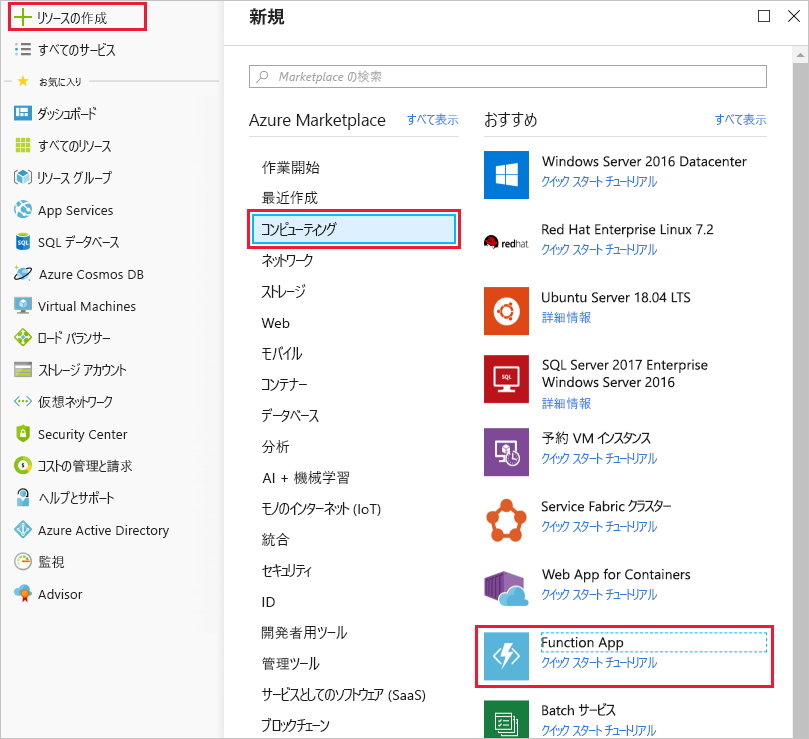 リソースの作成
すべてのサービス
お気に入り
ダッシュボード
すべてのリソース
リソース グループ
App Services
SQL データベース
Azure Cosmos DB
Virtual Machines
ロード バランサー
ストレージ アカウント
仮想ネットワーク
Security Center
コストの管理と請求
ヘルプとサポート
Azure Active Directory
監視
Advisor
新規
Marketplace の検索
Azure Marketplace
すべて表示
作業開始
最近作成
コンピューティング
ネットワーク
ストレージ
Web
モバイル
コンテナー
データベース
分析
AI + 機械学習
モノのインターネット (IoT)
統合
セキュリティ
ID
開発者用ツール
管理ツール
サービスとしてのソフトウェア (SaaS)
ブロックチェーン
おすすめ
すべて表示
Windows Server 2016 Datacenter
クイック スタート チュートリアル
redhat.
Red Hat Enterprise Linux 7.2
クイック スタート チュートリアル
Ubuntu Server 18.04 LTS
詳細情報
SQL
SQL Server 2017 Enterprise
Windows Server 2016
詳細情報
予約 VM インスタンス
クイック スタート チュートリアル
Service Fabric クラスター
クイック スタート チュートリアル
Web App for Containers
クイック スタート チュートリアル
Function App
クイック スタート チュートリアル
Batch サービス
クイック スタート チュートリアル